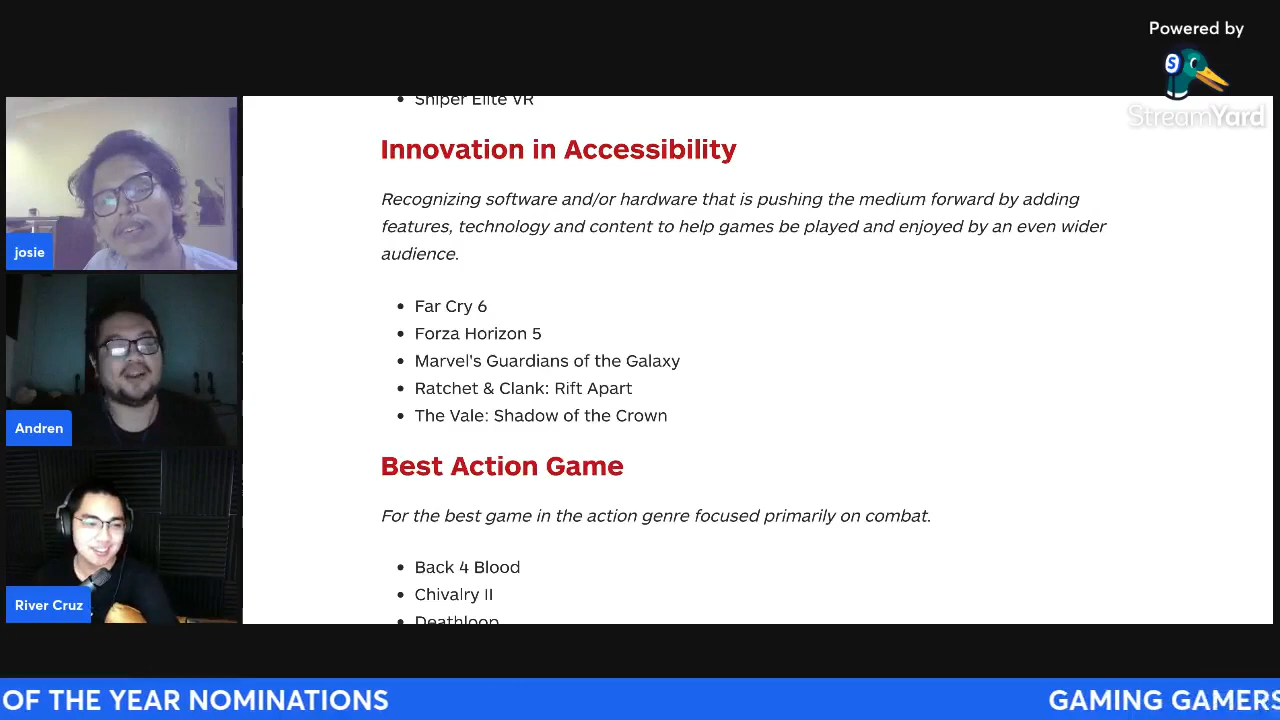 Powered by
StreamYard
josie
Andren
River Cruz
Sniper Elite VR
Innovation in Accessibility
Recognizing software and/or hardware that is pushing the medium forward by adding
features, technology and content to help games be played and enjoyed by an even wider
audience.
• Far Cry 6
• Forza Horizon 5
• Marvel's Guardians of the Galaxy
• Ratchet & Clank: Rift Apart
• The Vale: Shadow of the Crown
Best Action Game
For the best game in the action genre focused primarily on combat.
• Back 4 Blood
• Chivalry II
• Deathloop
OF THE YEAR NOMINATIONS
GAMING GAMERS